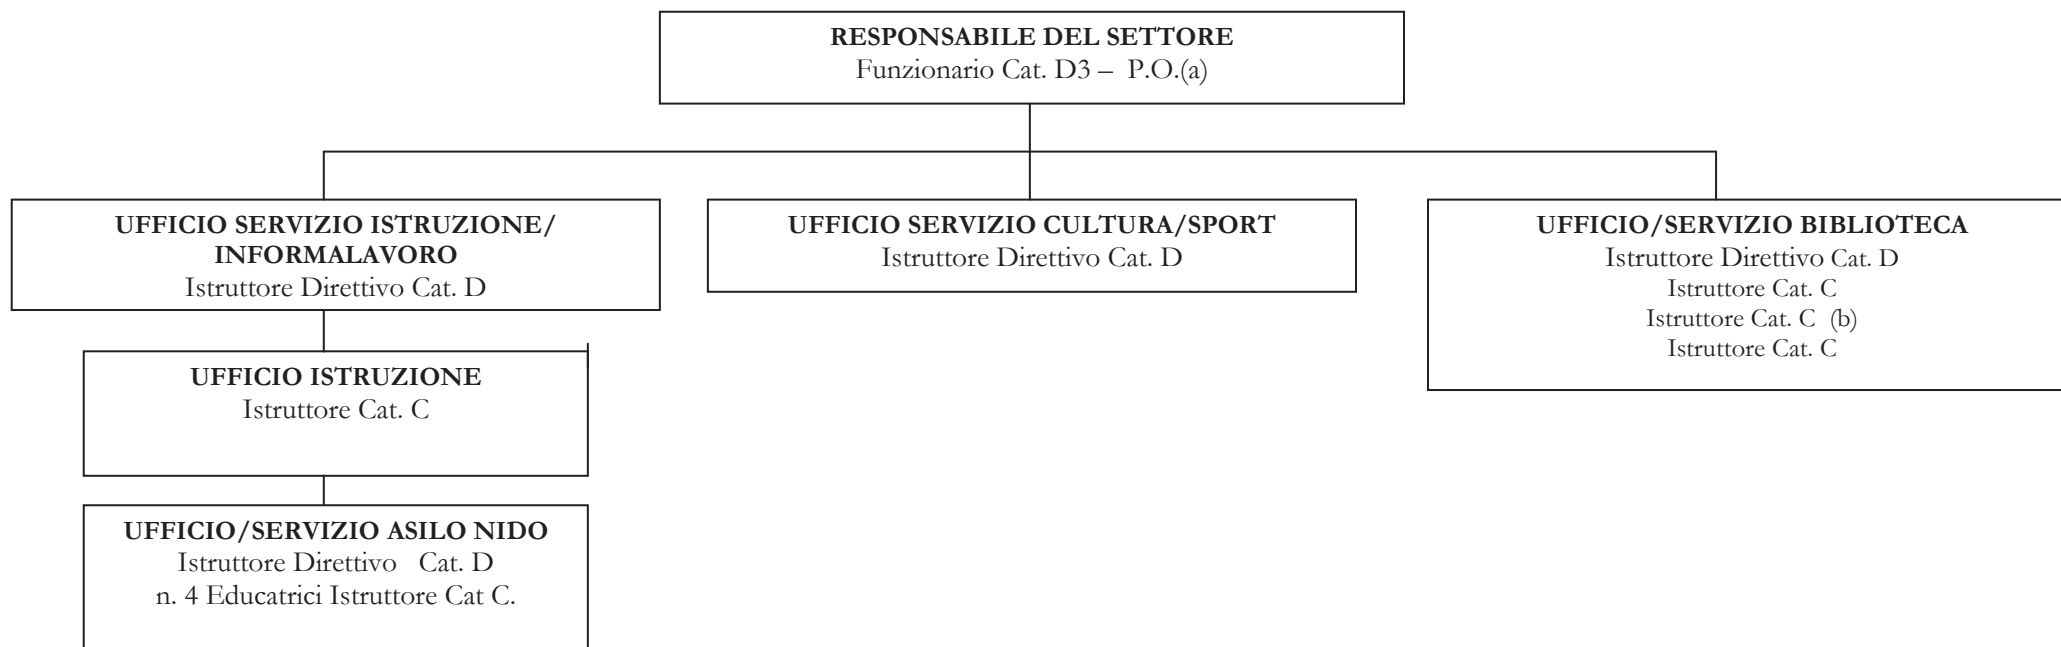 RESPONSABILE DEL SETTORE
Funzionario Cat. D3 – P.O.(a)
UFFICIO SERVIZIO ISTRUZIONE/
INFORMALAVORO
Istruttore Direttivo Cat. D
UFFICIO SERVIZIO CULTURA/SPORT
Istruttore Direttivo Cat. D
UFFICIO/SERVIZIO BIBLIOTECA
Istruttore Direttivo Cat. D
Istruttore Cat. C
Istruttore Cat. C (b)
Istruttore Cat. C
UFFICIO ISTRUZIONE
Istruttore Cat. C
UFFICIO/SERVIZIO ASILO NIDO
Istruttore Direttivo Cat. D
n. 4 Educatrici Istruttore Cat C.